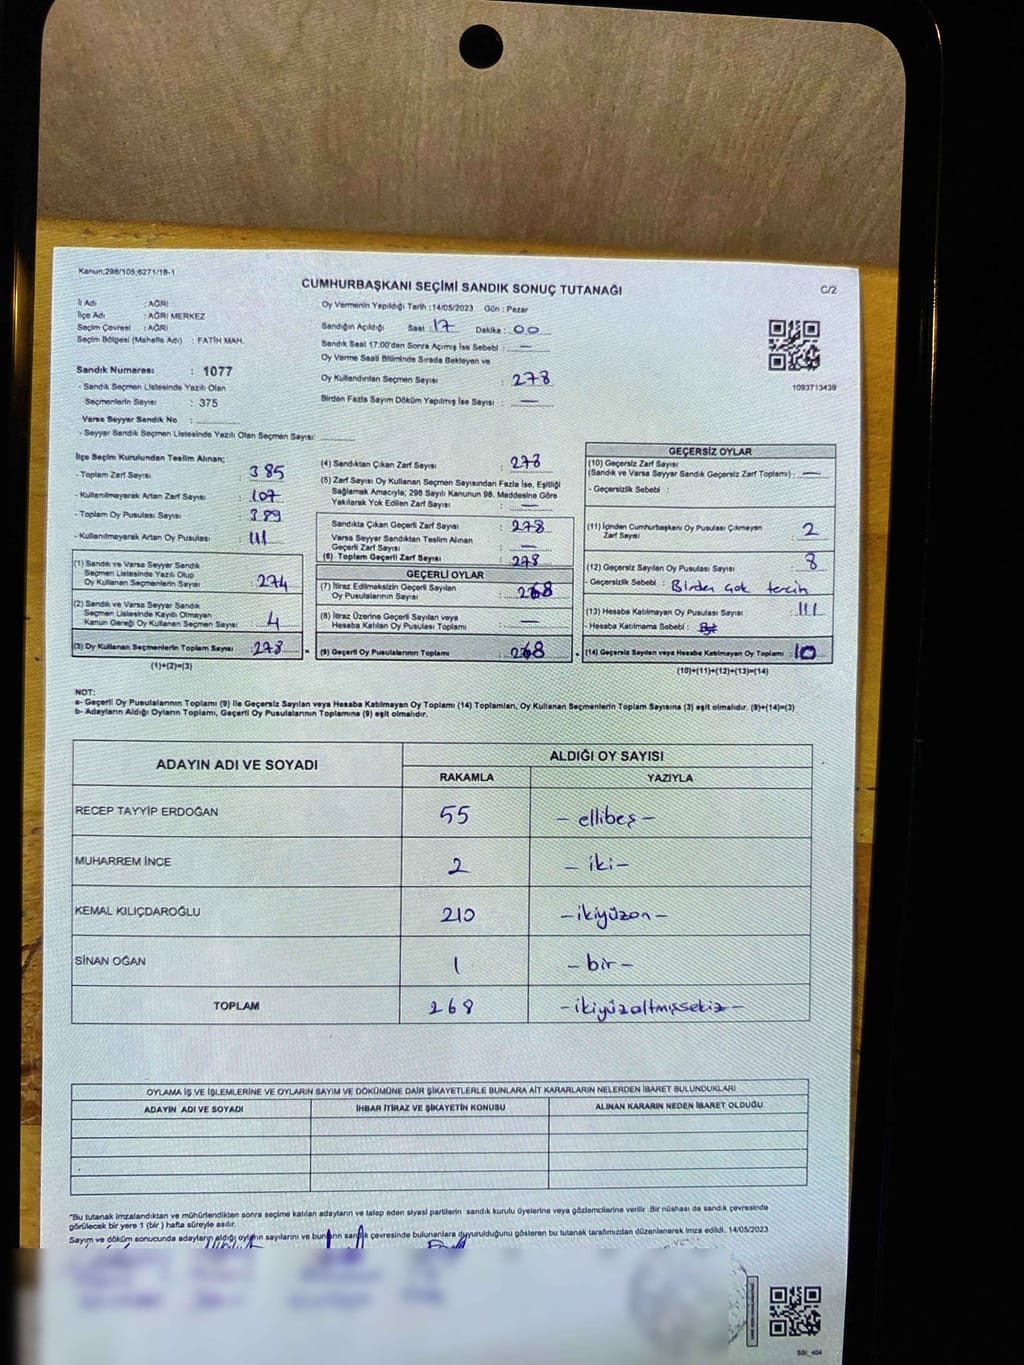 Kanun:298/105;6271/18-1
CUMHURBAŞKANI SEÇİMİ SANDIK SONUÇ TUTANAĞI
C/2
İl Adı : AĞRI
İlçe Adı : AĞRI MERKEZ
Seçim Çevresi : AĞRI
Seçim Bölgesi (Mahalle Adı) : FATİH MAH.
Sandık Numarası : 1077
- Sandık Seçmen Listesinde Yazılı Olan
Seçmenlerin Sayısı : 375
Varsa Seyyar Sandık No :
- Seyyar Sandık Seçmen Listesinde Yazılı Olan Seçmen Sayısı:
Oy Vermenin Yapıldığı Tarih :14/05/2023 Gün : Pazar
Sandığın Açıldığı Saat : 17 Dakika : 00
Sandık Saat 17:00'den Sonra Açımış İse Sebebi : —
Oy Verme Saati Bitiminde Sırada Bekleyen ve
Oy Kullandırılan Seçmen Sayısı : 278
Birden Fazla Sayım Döküm Yapılmış İse Sayısı : —
1093713439
İlçe Seçim Kurulundan Teslim Alınan;
- Toplam Zarf Sayısı : 385
- Kullanılmayarak Artan Zarf Sayısı : 107
- Toplam Oy Pusulası Sayısı : 389
- Kullanılmayarak Artan Oy Pusulası : 111
(1) Sandık ve Varsa Seyyar Sandık
Seçmen Listesinde Yazılı Olup
Oy Kullanan Seçmenlerin Sayısı : 274
(2) Sandık ve Varsa Seyyar Sandık
Seçmen Listesinde Kayıtlı Olmayan
Kanun Gereği Oy Kullanan Seçmen Sayısı : 4
(3) Oy Kullanan Seçmenlerin Toplam Sayısı : 278
(1)+(2)=(3)
(4) Sandıktan Çıkan Zarf Sayısı : 278
(5) Zarf Sayısı Oy Kullanan Seçmen Sayısından Fazla İse, Eşitliği
Sağlamak Amacıyla; 298 Sayılı Kanunun 98. Maddesine Göre
Yakılarak Yok Edilen Zarf Sayısı : —
Sandıkta Çıkan Geçerli Zarf Sayısı : 278
Varsa Seyyar Sandıktan Teslim Alınan
Geçerli Zarf Sayısı : —
(6) Toplam Geçerli Zarf Sayısı : 278
GEÇERLİ OYLAR
(7) İtiraz Edilmeksizin Geçerli Sayılan
Oy Pusulalarının Sayısı : 268
(8) İtiraz Üzerine Geçerli Sayılan veya
Hesaba Katılan Oy Pusulası Toplamı : —
(9) Geçerli Oy Pusulalarının Toplamı : 268
GEÇERSİZ OYLAR
(10) Geçersiz Zarf Sayısı
(Sandık ve Varsa Seyyar Sandık Geçersiz Zarf Toplamı) : —
- Geçersizlik Sebebi :
(11) İçinden Cumhurbaşkanı Oy Pusulası Çıkmayan
Zarf Sayısı : 2
(12) Geçersiz Sayılan Oy Pusulası Sayısı : 8
- Geçersizlik Sebebi : Birden çok tercih
(13) Hesaba Katılmayan Oy Pusulası Sayısı : 111
- Hesaba Katılmama Sebebi :
(14) Geçersiz Sayılan veya Hesaba Katılmayan Oy Toplamı : 10
(10)+(11)+(12)+(13)=(14)
NOT:
a- Geçerli Oy Pusulalarının Toplamı (9) ile Geçersiz Sayılan veya Hesaba Katılmayan Oy Toplamı (14) Toplamları, Oy Kullanan Seçmenlerin Toplam Sayısına (3) eşit olmalıdır. (9)+(14)=(3)
b- Adayların Aldığı Oyların Toplamı, Geçerli Oy Pusulalarının Toplamına (9) eşit olmalıdır.
ADAYIN ADI VE SOYADI ALDIĞI OY SAYISI
RAKAMLA YAZIYLA
RECEP TAYYİP ERDOĞAN 55 – ellibeş –
MUHARREM İNCE 2 – iki –
KEMAL KILIÇDAROĞLU 210 – ikiyüzon –
SİNAN OĞAN 1 – bir –
TOPLAM 268 – ikiyüzaltmışsekiz –
OYLAMA İŞ VE İŞLEMLERİNE VE OYLARIN SAYIM VE DÖKÜMÜNE DAİR ŞİKAYETLERLE BUNLARA AİT KARARLARIN NELERDEN İBARET BULUNDUKLARI
ADAYIN ADI VE SOYADI İHBAR İTİRAZ VE ŞİKAYETİN KONUSU ALINAN KARARIN NEDEN İBARET OLDUĞU
*Bu tutanak imzalandıktan ve mühürlendikten sonra seçime katılan adayların ve talep eden siyasi partilerin sandık kurulu üyelerine veya gözlemcilerine verilir .Bir nüshası da sandık çevresinde
görülecek bir yere 1 (bir ) hafta süreyle asılır.
Sayım ve döküm sonucunda adayların aldığı oyların sayılarını ve bunların sandık çevresinde bulunanlara duyurulduğunu gösteren bu tutanak tarafımızdan düzenlenerek imza edildi. 14/05/2023
SSI_404